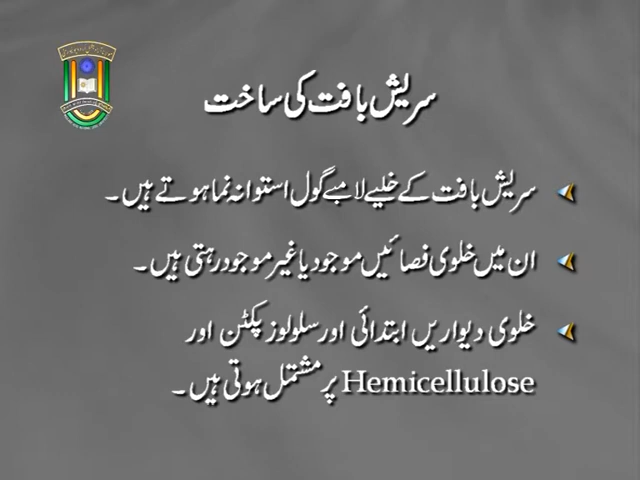 سریش بافت کی ساخت
سریش بافت کے خلیے لامبے گول استوانہ نما ہوتے ہیں۔
ان میں خلوی فضائیں موجود یا غیر موجود رہتی ہیں۔
خلوی دیواریں ابتدائی اور سلولوز پکٹن اور
Hemicellulose پر مشتمل ہوتی ہیں۔